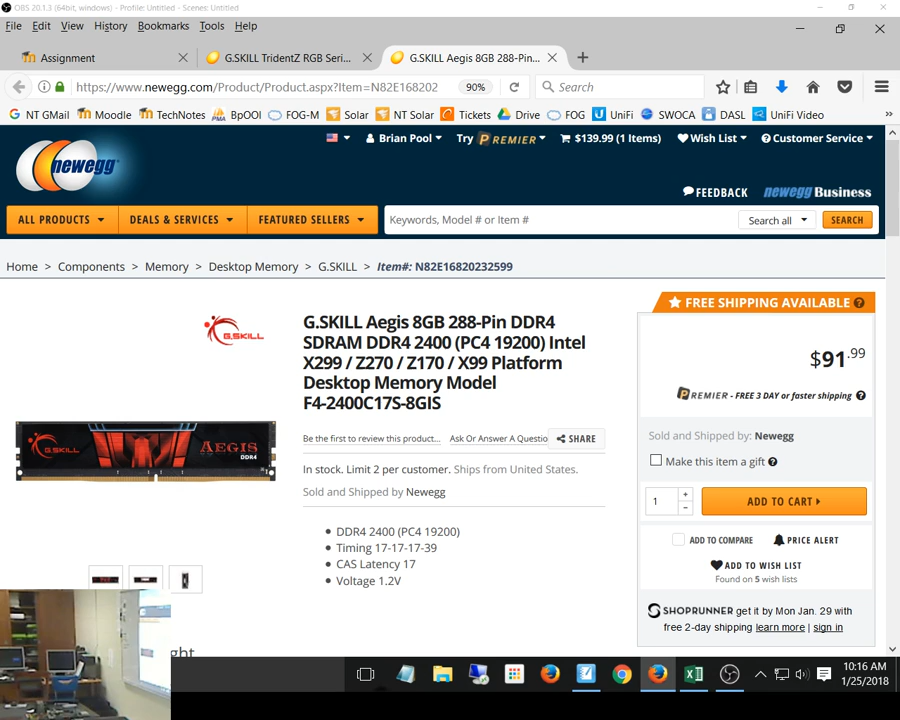 OBS 20.1.3 (64bit, windows) - Profile: Untitled - Scenes: Untitled
File Edit View History Bookmarks Tools Help
Assignment
G.SKILL TridentZ RGB Seri...
G.SKILL Aegis 8GB 288-Pin...
https://www.newegg.com/Product/Product.aspx?Item=N82E168202
90%
Search
NT GMail Moodle TechNotes BpOOI FOG-M Solar NT Solar Tickets Drive FOG UniFi SWOCA DASL UniFi Video
newegg
Brian Pool Try PREMIER $139.99 (1 Items) Wish List Customer Service
FEEDBACK newegg Business
ALL PRODUCTS DEALS & SERVICES FEATURED SELLERS Keywords, Model # or Item # Search all SEARCH
Home > Components > Memory > Desktop Memory > G.SKILL > Item#: N82E16820232599
G.SKILL
G.SKILL AEGIS DDR4
G.SKILL Aegis 8GB 288-Pin DDR4
SDRAM DDR4 2400 (PC4 19200) Intel
X299 / Z270 / Z170 / X99 Platform
Desktop Memory Model
F4-2400C17S-8GIS
Be the first to review this product...
Ask Or Answer A Questio
SHARE
In stock. Limit 2 per customer. Ships from United States.
Sold and Shipped by Newegg
DDR4 2400 (PC4 19200)
Timing 17-17-17-39
CAS Latency 17
Voltage 1.2V
FREE SHIPPING AVAILABLE ?
$91.99
PREMIER - FREE 3 DAY or faster shipping ?
Sold and Shipped by: Newegg
Make this item a gift ?
1 + -
ADD TO CART
ADD TO COMPARE PRICE ALERT
ADD TO WISH LIST
Found on 5 wish lists
SHOPRUNNER get it by Mon. Jan. 29 with
free 2-day shipping learn more | sign in
ght
10:16 AM
1/25/2018